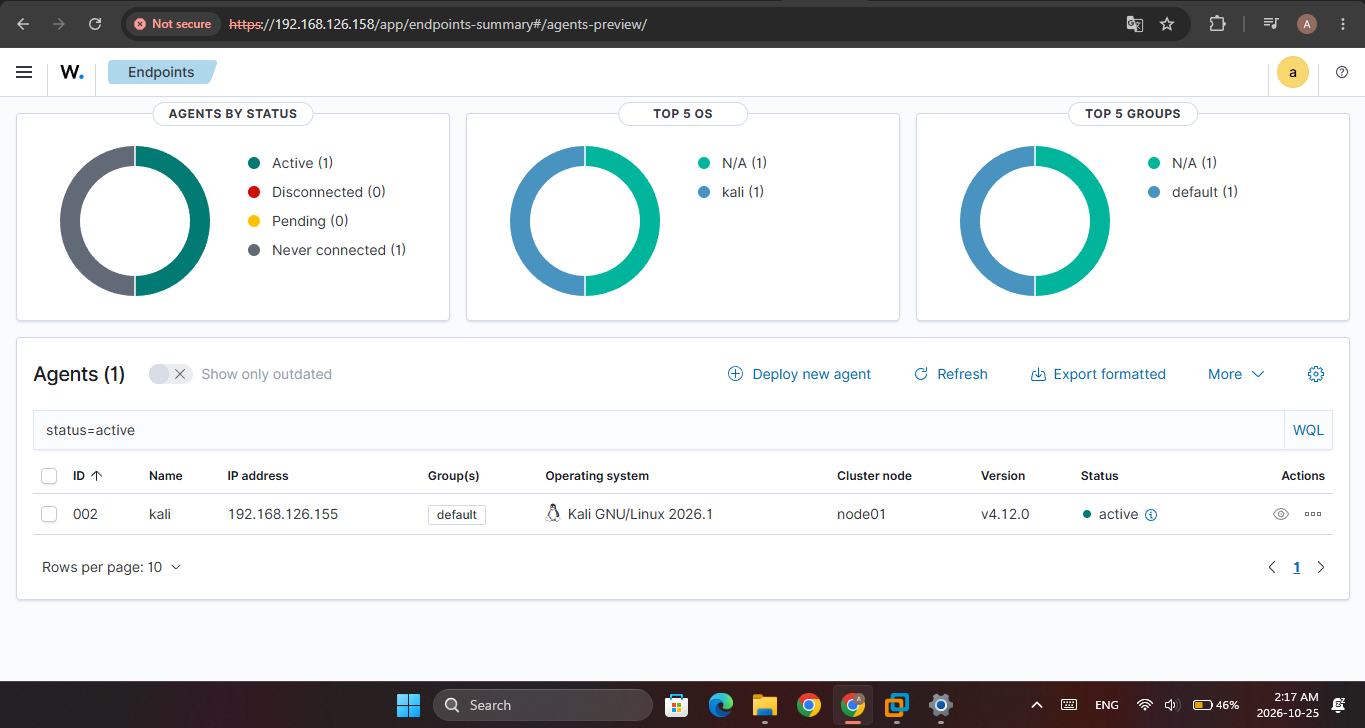 Not secure https://192.168.126.158/app/endpoints-summary#/agents-preview/ A
W. Endpoints a
AGENTS BY STATUS
Active (1)
Disconnected (0)
Pending (0)
Never connected (1)
TOP 5 OS
N/A (1)
kali (1)
TOP 5 GROUPS
N/A (1)
default (1)
Agents (1) Show only outdated Deploy new agent Refresh Export formatted More
status=active WQL
ID Name IP address Group(s) Operating system Cluster node Version Status Actions
002 kali 192.168.126.155 default Kali GNU/Linux 2026.1 node01 v4.12.0 active
Rows per page: 10 1
Search ENG 46% 2:17 AM
2026-10-25